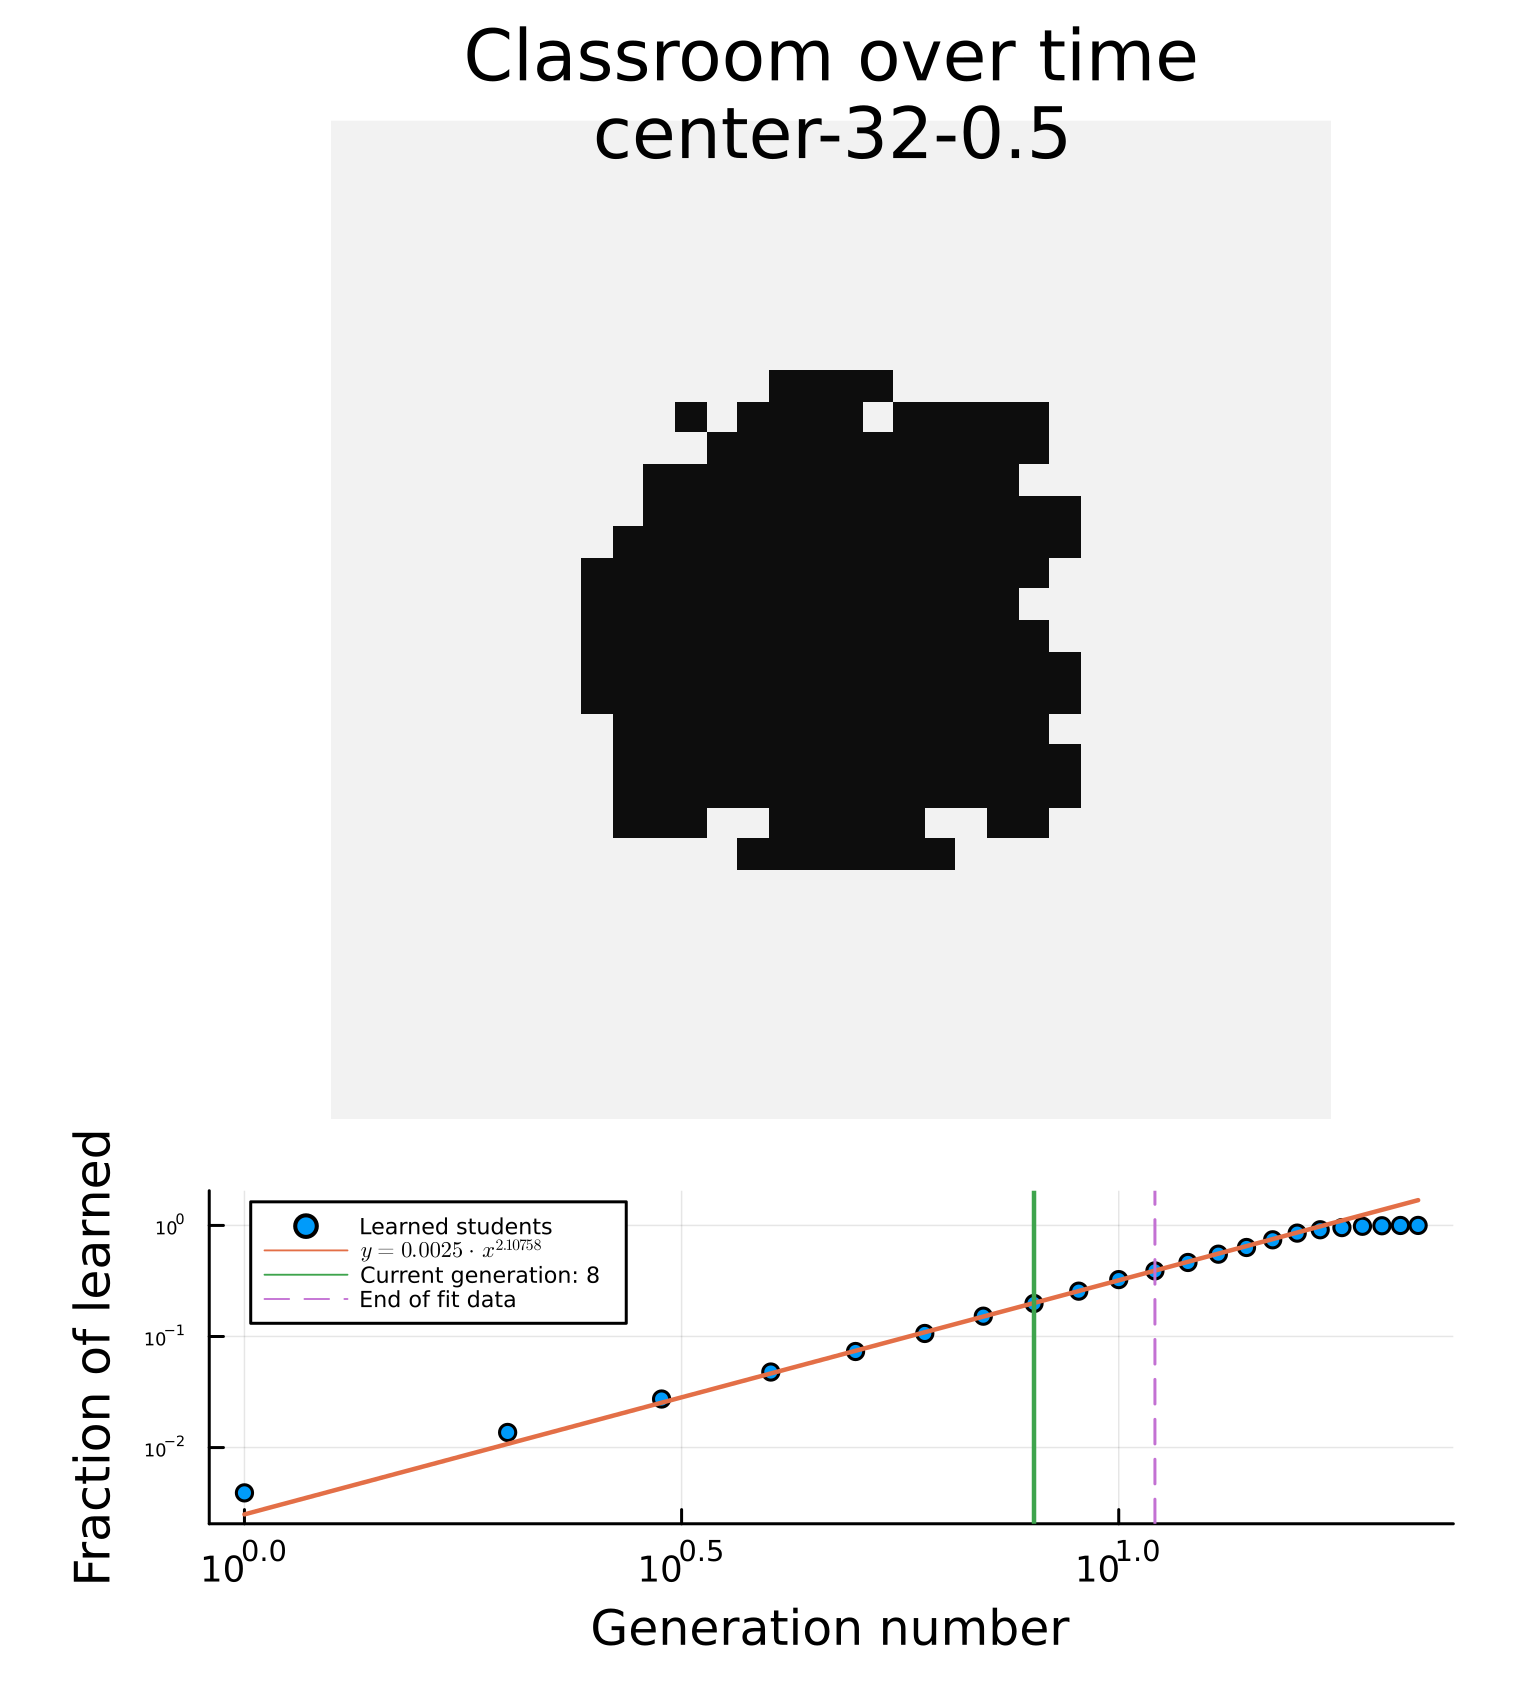 Classroom over time
center-32-0.5
Fraction of learned
10^0
10^-1
10^-2
Learned students
y = 0.0025 · x^2.10758
Current generation: 8
End of fit data
10^0.0 10^0.5 10^1.0
Generation number